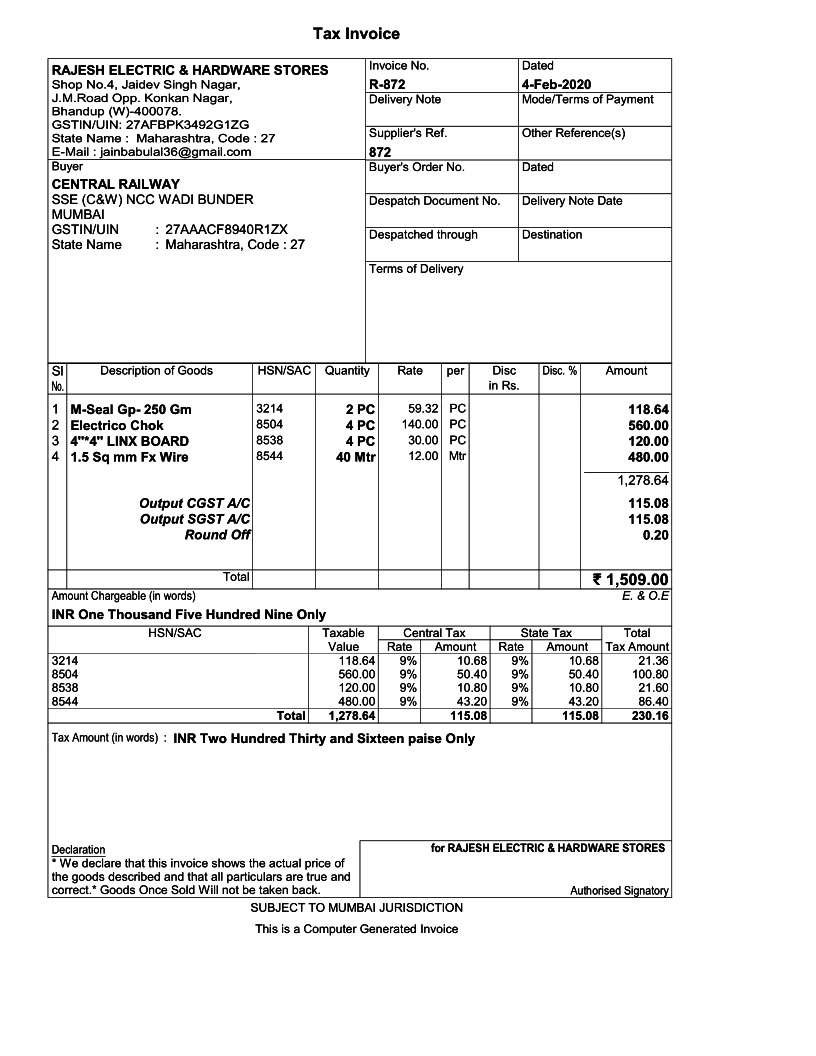 Tax Invoice
RAJESH ELECTRIC & HARDWARE STORES
Shop No.4, Jaidev Singh Nagar,
J.M.Road Opp. Konkan Nagar,
Bhandup (W)-400078.
GSTIN/UIN: 27AFBPK3492G1ZG
State Name : Maharashtra, Code : 27
E-Mail : jainbabulal36@gmail.com
Buyer
CENTRAL RAILWAY
SSE (C&W) NCC WADI BUNDER
MUMBAI
GSTIN/UIN : 27AAACF8940R1ZX
State Name : Maharashtra, Code : 27
Invoice No. Dated
R-872 4-Feb-2020
Delivery Note Mode/Terms of Payment
Supplier's Ref. Other Reference(s)
872
Buyer's Order No. Dated
Despatch Document No. Delivery Note Date
Despatched through Destination
Terms of Delivery
Sl Description of Goods HSN/SAC Quantity Rate per Disc Disc. % Amount
No. in Rs.
1 M-Seal Gp- 250 Gm 3214 2 PC 59.32 PC 118.64
2 Electrico Chok 8504 4 PC 140.00 PC 560.00
3 4"*4" LINX BOARD 8538 4 PC 30.00 PC 120.00
4 1.5 Sq mm Fx Wire 8544 40 Mtr 12.00 Mtr 480.00
1,278.64
Output CGST A/C 115.08
Output SGST A/C 115.08
Round Off 0.20
Total ₹ 1,509.00
Amount Chargeable (in words) E. & O.E
INR One Thousand Five Hundred Nine Only
HSN/SAC Taxable Central Tax State Tax Total
Value Rate Amount Rate Amount Tax Amount
3214 118.64 9% 10.68 9% 10.68 21.36
8504 560.00 9% 50.40 9% 50.40 100.80
8538 120.00 9% 10.80 9% 10.80 21.60
8544 480.00 9% 43.20 9% 43.20 86.40
Total 1,278.64 115.08 115.08 230.16
Tax Amount (in words) : INR Two Hundred Thirty and Sixteen paise Only
Declaration
* We declare that this invoice shows the actual price of
the goods described and that all particulars are true and
correct.* Goods Once Sold Will not be taken back.
for RAJESH ELECTRIC & HARDWARE STORES
Authorised Signatory
SUBJECT TO MUMBAI JURISDICTION
This is a Computer Generated Invoice